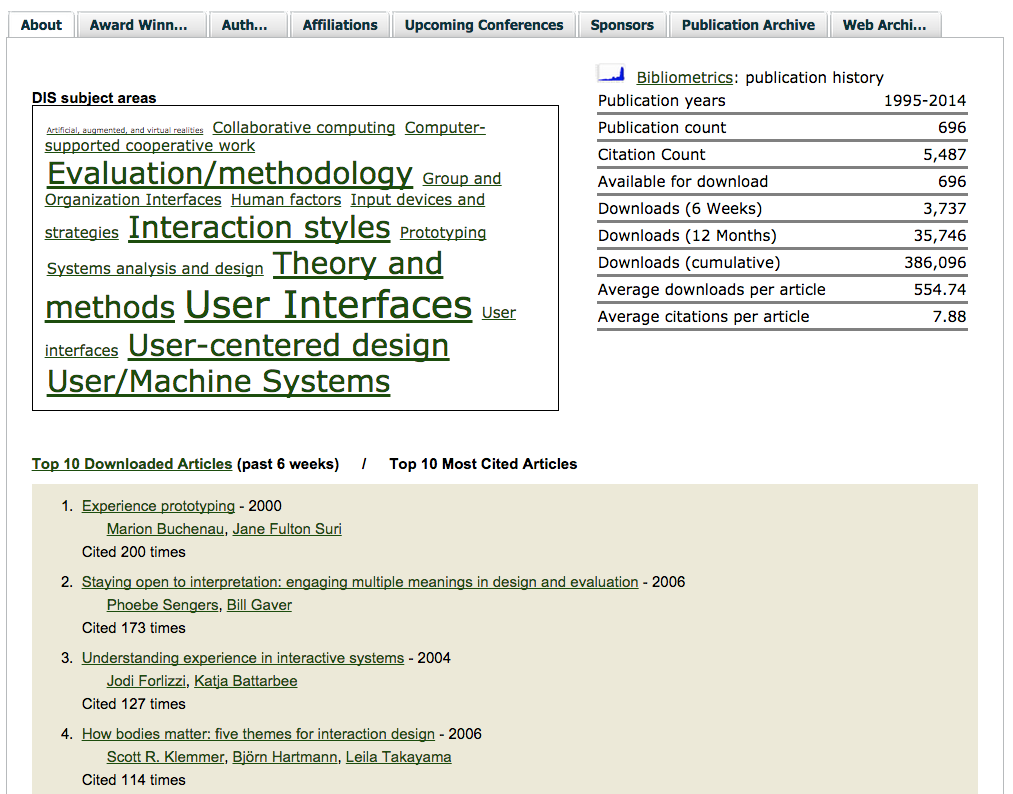 About Award Winn... Auth... Affiliations Upcoming Conferences Sponsors Publication Archive Web Archi...
DIS subject areas
Artificial, augmented, and virtual realities Collaborative computing Computer-
supported cooperative work
Evaluation/methodology Group and
Organization Interfaces Human factors Input devices and
strategies Interaction styles Prototyping
Systems analysis and design Theory and
methods User Interfaces User
interfaces User-centered design
User/Machine Systems
Bibliometrics: publication history
Publication years 1995-2014
Publication count 696
Citation Count 5,487
Available for download 696
Downloads (6 Weeks) 3,737
Downloads (12 Months) 35,746
Downloads (cumulative) 386,096
Average downloads per article 554.74
Average citations per article 7.88
Top 10 Downloaded Articles (past 6 weeks) / Top 10 Most Cited Articles
1. Experience prototyping - 2000
Marion Buchenau, Jane Fulton Suri
Cited 200 times
2. Staying open to interpretation: engaging multiple meanings in design and evaluation - 2006
Phoebe Sengers, Bill Gaver
Cited 173 times
3. Understanding experience in interactive systems - 2004
Jodi Forlizzi, Katja Battarbee
Cited 127 times
4. How bodies matter: five themes for interaction design - 2006
Scott R. Klemmer, Björn Hartmann, Leila Takayama
Cited 114 times